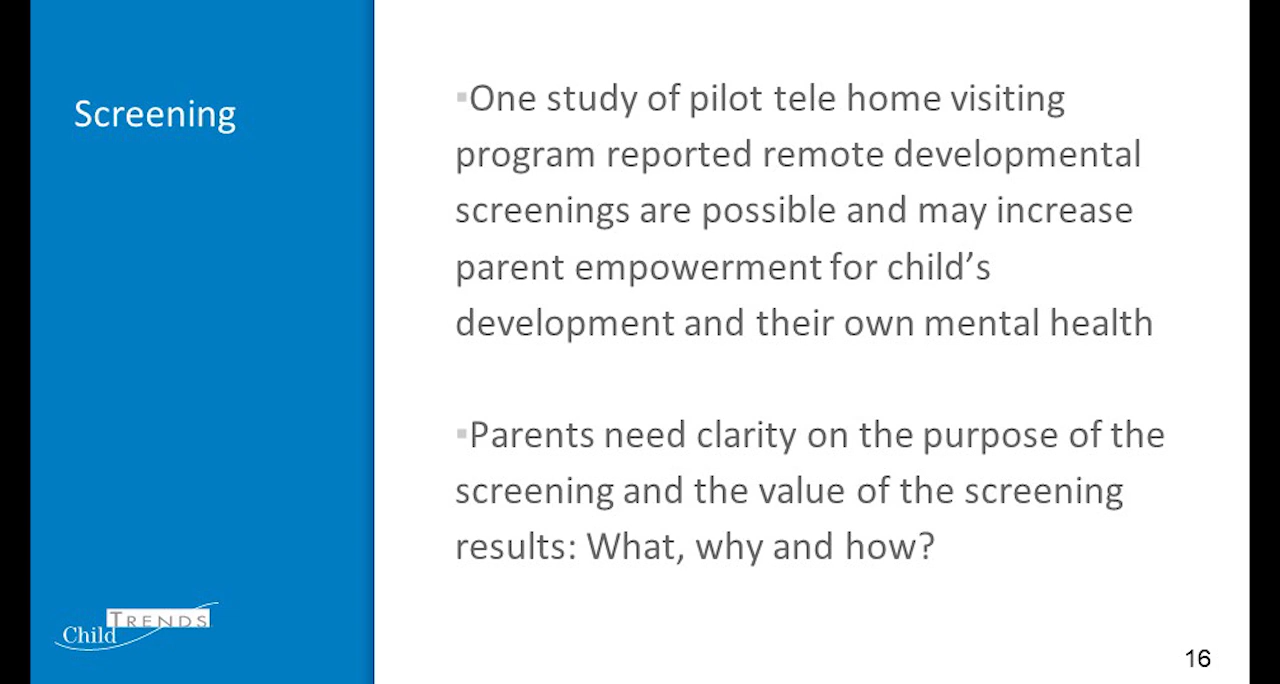 Screening
▪One study of pilot tele home visiting
program reported remote developmental
screenings are possible and may increase
parent empowerment for child’s
development and their own mental health
▪Parents need clarity on the purpose of the
screening and the value of the screening
results: What, why and how?
Child TRENDS
16